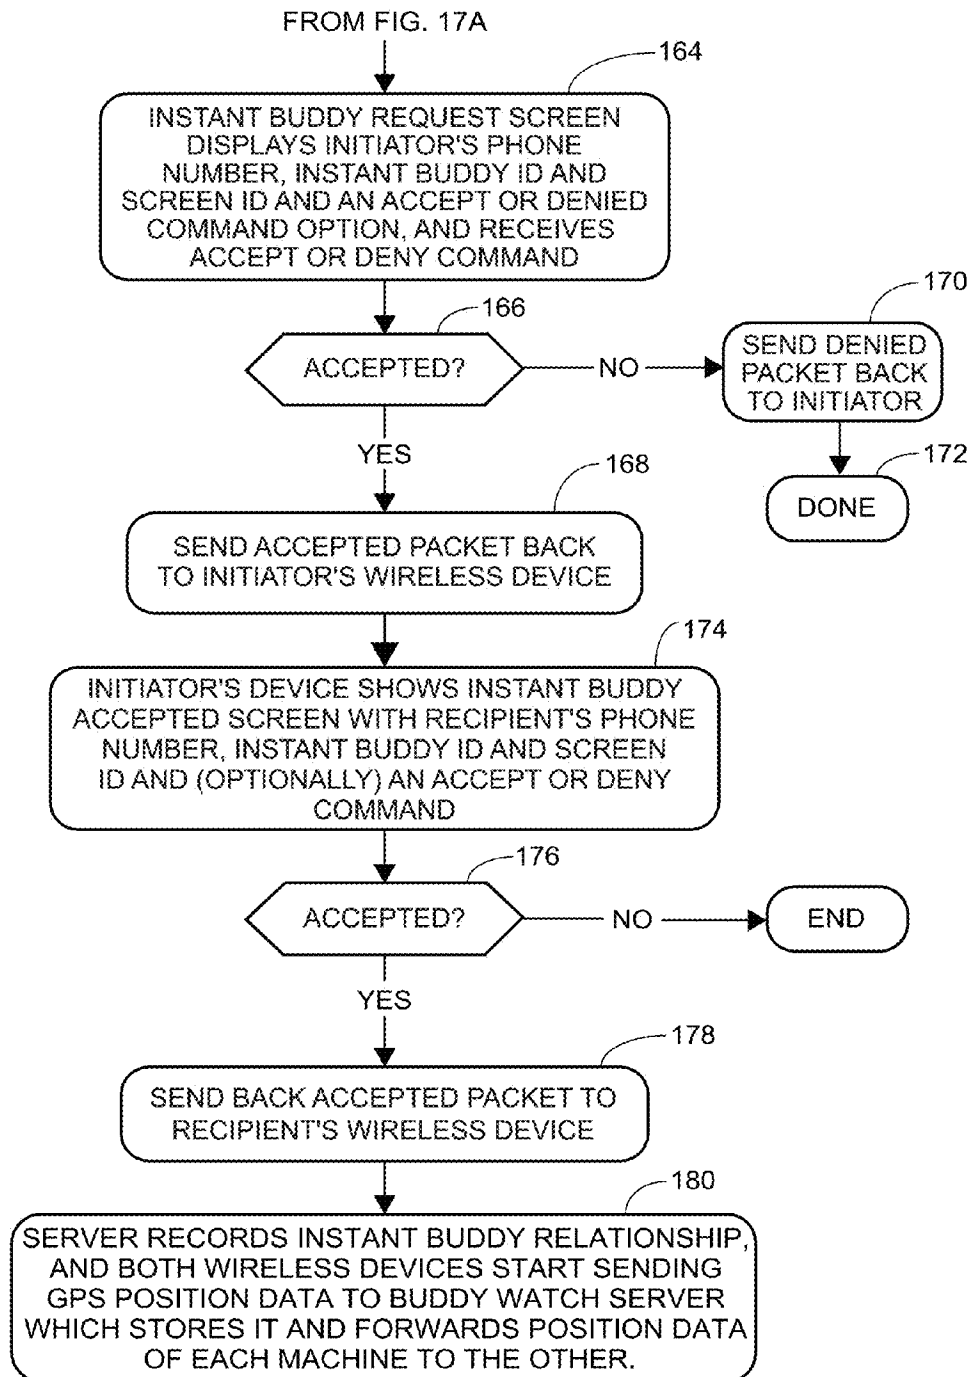 FROM FIG. 17A
164
INSTANT BUDDY REQUEST SCREEN
DISPLAYS INITIATOR'S PHONE
NUMBER, INSTANT BUDDY ID AND
SCREEN ID AND AN ACCEPT OR DENIED
COMMAND OPTION, AND RECEIVES
ACCEPT OR DENY COMMAND
166
ACCEPTED?
NO
170
SEND DENIED
PACKET BACK
TO INITIATOR
172
DONE
YES
168
SEND ACCEPTED PACKET BACK
TO INITIATOR'S WIRELESS DEVICE
174
INITIATOR'S DEVICE SHOWS INSTANT BUDDY
ACCEPTED SCREEN WITH RECIPIENT'S PHONE
NUMBER, INSTANT BUDDY ID AND SCREEN
ID AND (OPTIONALLY) AN ACCEPT OR DENY
COMMAND
176
ACCEPTED?
NO
END
YES
178
SEND BACK ACCEPTED PACKET TO
RECIPIENT'S WIRELESS DEVICE
180
SERVER RECORDS INSTANT BUDDY RELATIONSHIP,
AND BOTH WIRELESS DEVICES START SENDING
GPS POSITION DATA TO BUDDY WATCH SERVER
WHICH STORES IT AND FORWARDS POSITION DATA
OF EACH MACHINE TO THE OTHER.